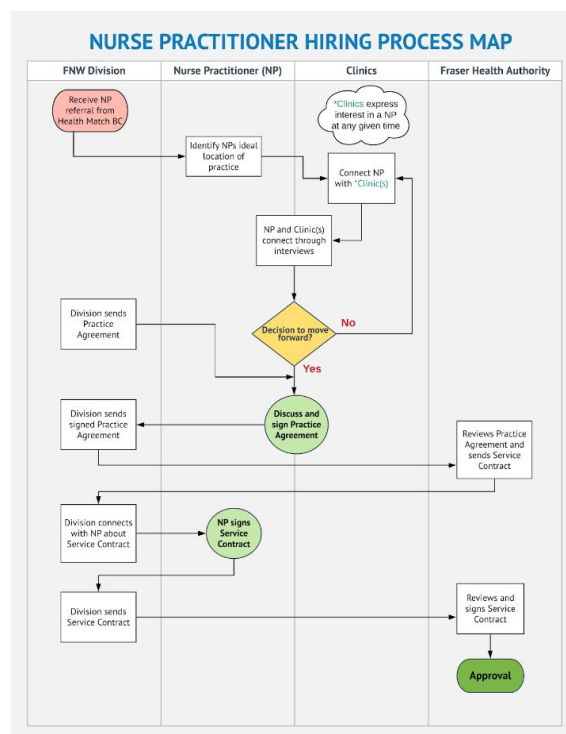 NURSE PRACTITIONER HIRING PROCESS MAP
FNW Division
Nurse Practitioner (NP)
Clinics
Fraser Health Authority
Receive NP
referral from
Health Match BC
*Clinics express
interest in a NP
at any given time
Identify NPs ideal
location of
practice
Connect NP
with *Clinic(s)
NP and Clinic(s)
connect through
interviews
Division sends
Practice
Agreement
Decision to move
forward?
No
Yes
Discuss and
sign Practice
Agreement
Division sends
signed Practice
Agreement
Reviews Practice
Agreement and
sends Service
Contract
Division connects
with NP about
Service Contract
NP signs
Service
Contract
Division sends
Service Contract
Reviews and
signs Service
Contract
Approval